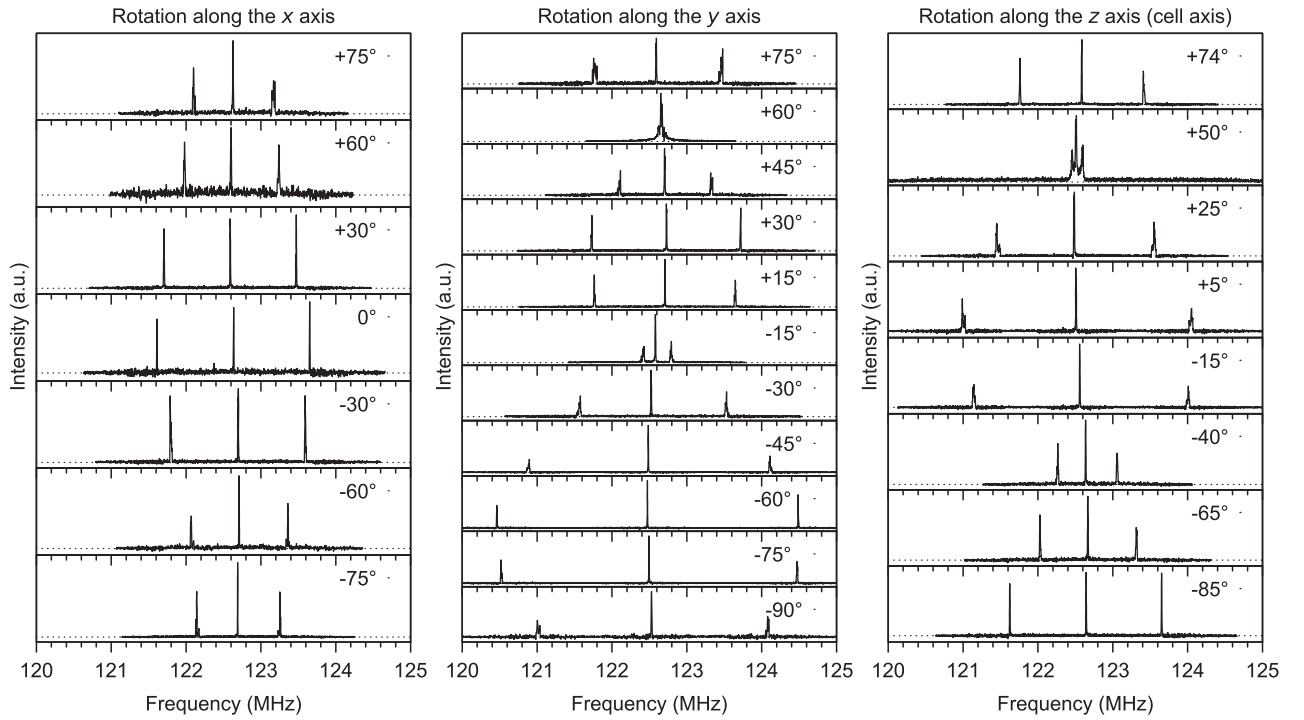 Rotation along the x axis
+75°
+60°
+30°
0°
-30°
-60°
-75°
Intensity (a.u.)
120 121 122 123 124 125
Frequency (MHz)
Rotation along the y axis
+75°
+60°
+45°
+30°
+15°
-15°
-30°
-45°
-60°
-75°
-90°
Intensity (a.u.)
120 121 122 123 124 125
Frequency (MHz)
Rotation along the z axis (cell axis)
+74°
+50°
+25°
+5°
-15°
-40°
-65°
-85°
Intensity (a.u.)
120 121 122 123 124 125
Frequency (MHz)